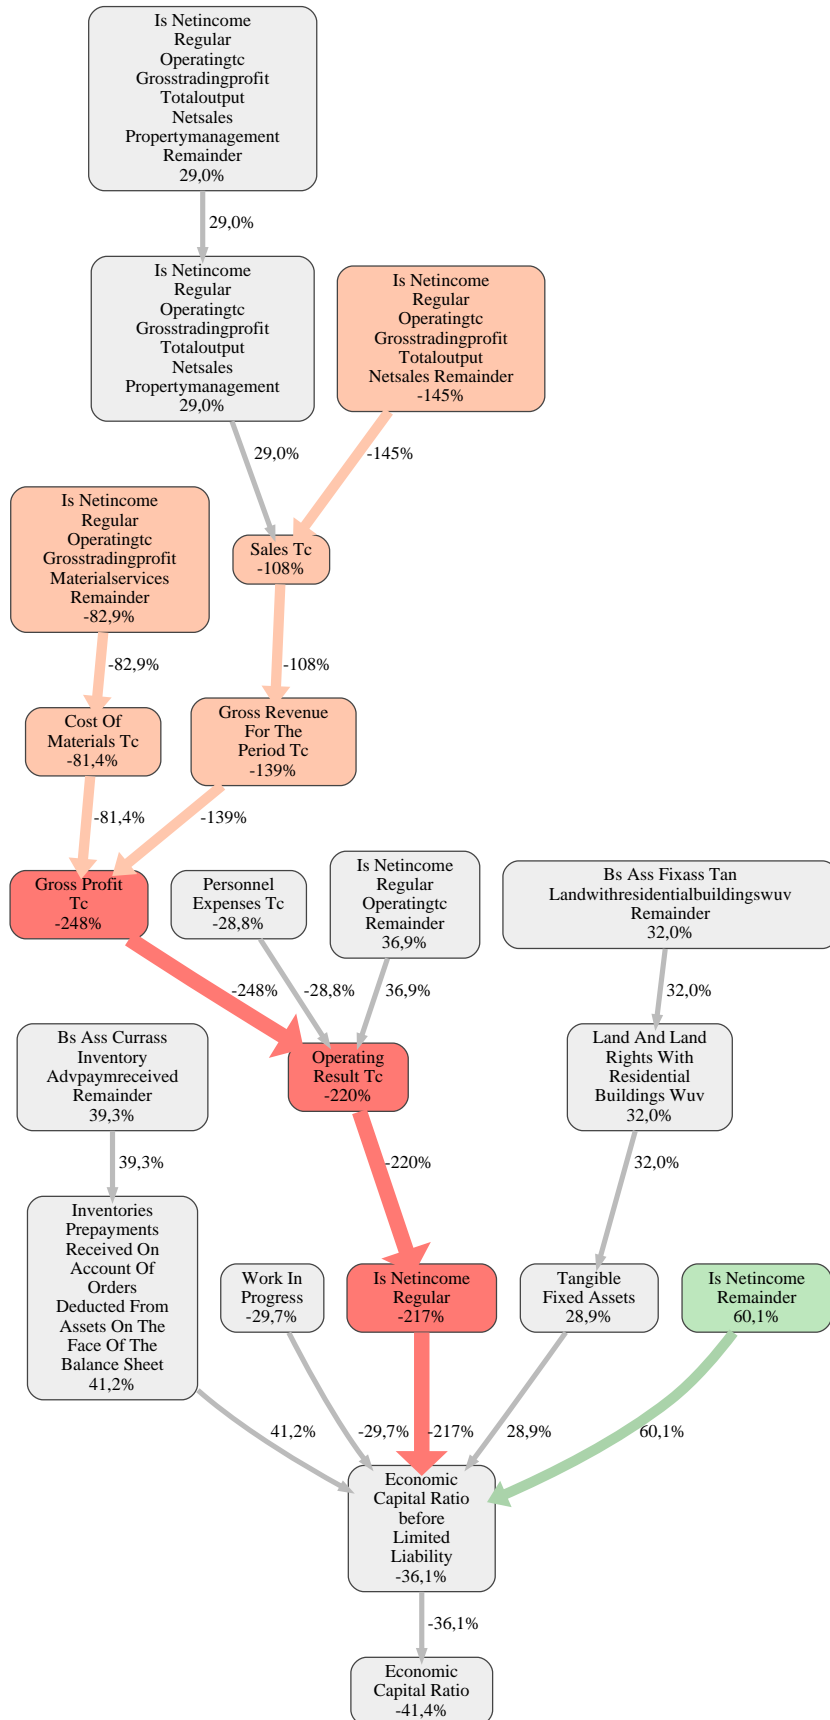 Is Netincome
Regular
Operatingtc
Grosstradingprofit
Totaloutput
Netsales
Propertymanagement
Remainder
29,0%
29,0%
Is Netincome
Regular
Operatingtc
Grosstradingprofit
Totaloutput
Netsales
Propertymanagement
29,0%
Is Netincome
Regular
Operatingtc
Grosstradingprofit
Totaloutput
Netsales Remainder
-145%
29,0%
-145%
Is Netincome
Regular
Operatingtc
Grosstradingprofit
Materialservices
Remainder
-82,9%
Sales Tc
-108%
-82,9%
-108%
Cost Of
Materials Tc
-81,4%
Gross Revenue
For The
Period Tc
-139%
-81,4%
-139%
Gross Profit
Tc
-248%
Personnel
Expenses Tc
-28,8%
Is Netincome
Regular
Operatingtc
Remainder
36,9%
Bs Ass Fixass Tan
Landwithresidentialbuildingswuv
Remainder
32,0%
-248%
-28,8%
36,9%
32,0%
Bs Ass Currass
Inventory
Advpaymreceived
Remainder
39,3%
Operating
Result Tc
-220%
Land And Land
Rights With
Residential
Buildings Wuv
32,0%
39,3%
-220%
32,0%
Inventories
Prepayments
Received On
Account Of
Orders
Deducted From
Assets On The
Face Of The
Balance Sheet
41,2%
Work In
Progress
-29,7%
Is Netincome
Regular
-217%
Tangible
Fixed Assets
28,9%
Is Netincome
Remainder
60,1%
41,2%
-29,7%
-217%
28,9%
60,1%
Economic
Capital Ratio
before
Limited
Liability
-36,1%
-36,1%
Economic
Capital Ratio
-41,4%